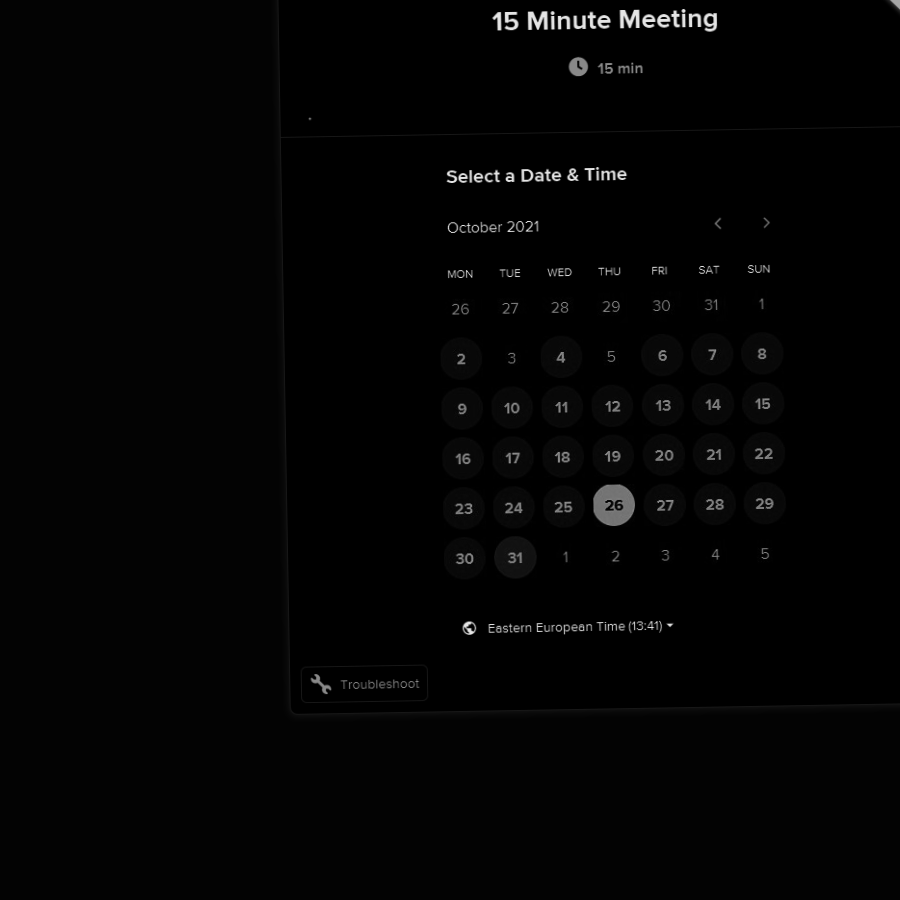 15 Minute Meeting
15 min
Select a Date & Time
October 2021
MON TUE WED THU FRI SAT SUN
26 27 28 29 30 31 1
2 3 4 5 6 7 8
9 10 11 12 13 14 15
16 17 18 19 20 21 22
23 24 25 26 27 28 29
30 31 1 2 3 4 5
Eastern European Time (13:41)
Troubleshoot